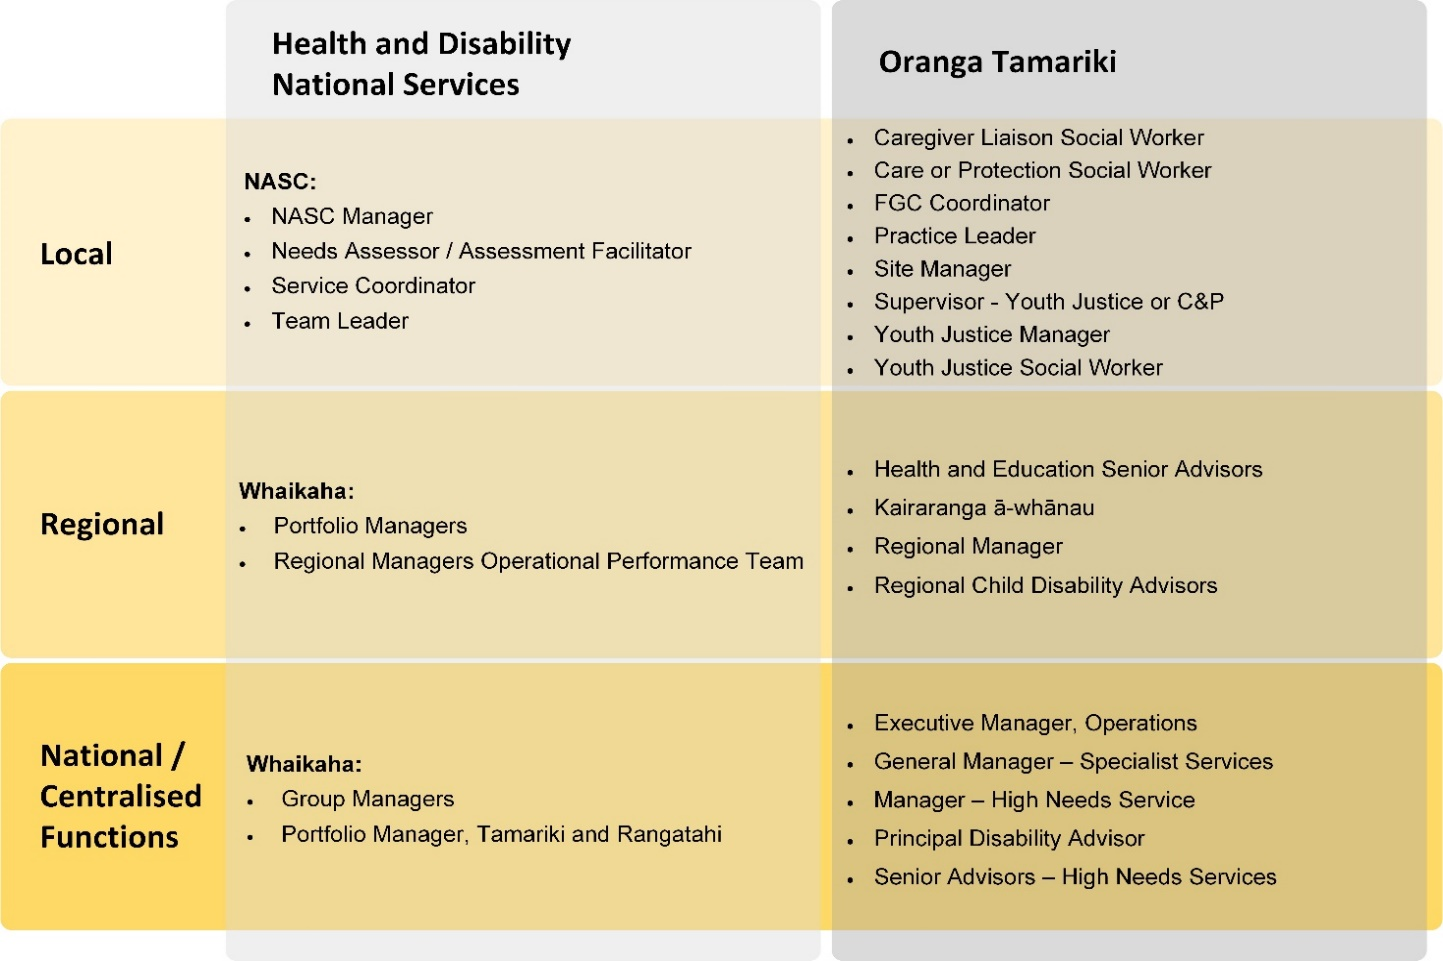 Health and Disability
National Services
Oranga Tamariki
Local
NASC:
• NASC Manager
• Needs Assessor / Assessment Facilitator
• Service Coordinator
• Team Leader
• Caregiver Liaison Social Worker
• Care or Protection Social Worker
• FGC Coordinator
• Practice Leader
• Site Manager
• Supervisor - Youth Justice or C&P
• Youth Justice Manager
• Youth Justice Social Worker
Regional
Whaikaha:
• Portfolio Managers
• Regional Managers Operational Performance Team
• Health and Education Senior Advisors
• Kairaranga ā-whānau
• Regional Manager
• Regional Child Disability Advisors
National /
Centralised
Functions
Whaikaha:
• Group Managers
• Portfolio Manager, Tamariki and Rangatahi
• Executive Manager, Operations
• General Manager – Specialist Services
• Manager – High Needs Service
• Principal Disability Advisor
• Senior Advisors – High Needs Services